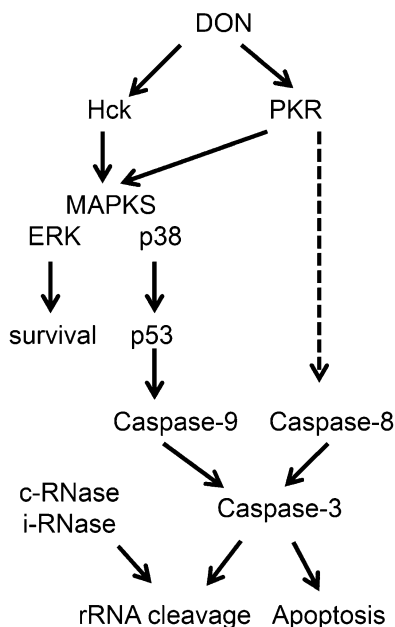 DON
Hck PKR
MAPKS
ERK p38
survival p53
Caspase-9 Caspase-8
c-RNase
i-RNase
Caspase-3
rRNA cleavage Apoptosis